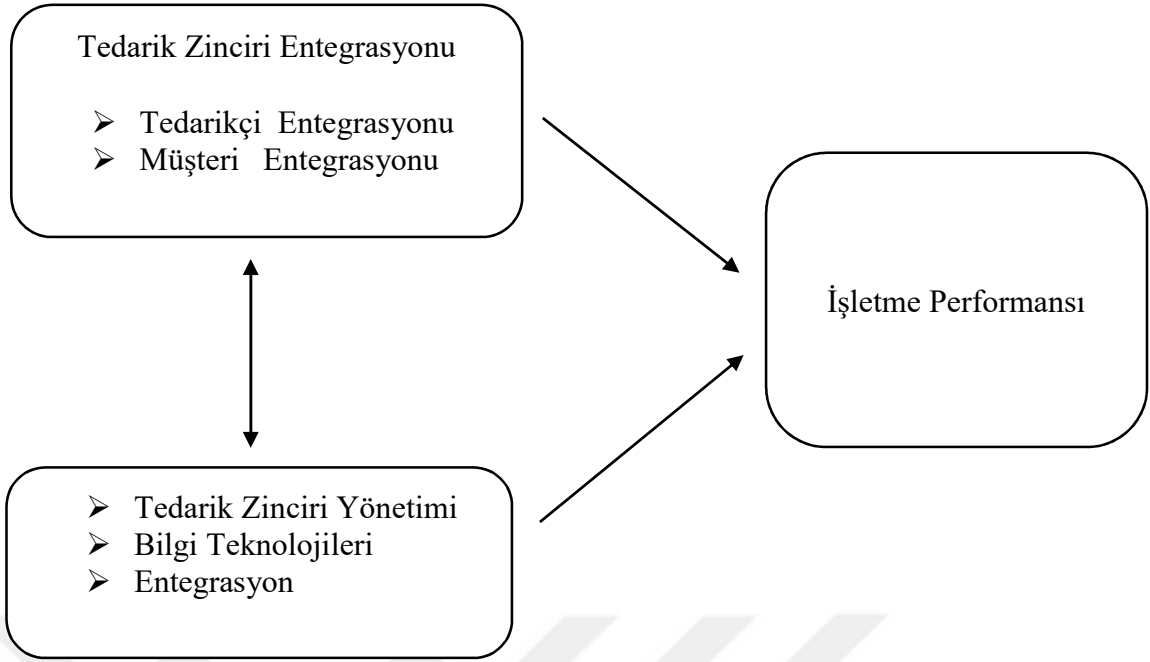 Tedarik Zinciri Entegrasyonu
➢ Tedarikçi Entegrasyonu
➢ Müşteri Entegrasyonu
İşletme Performansı
➢ Tedarik Zinciri Yönetimi
➢ Bilgi Teknolojileri
➢ Entegrasyon